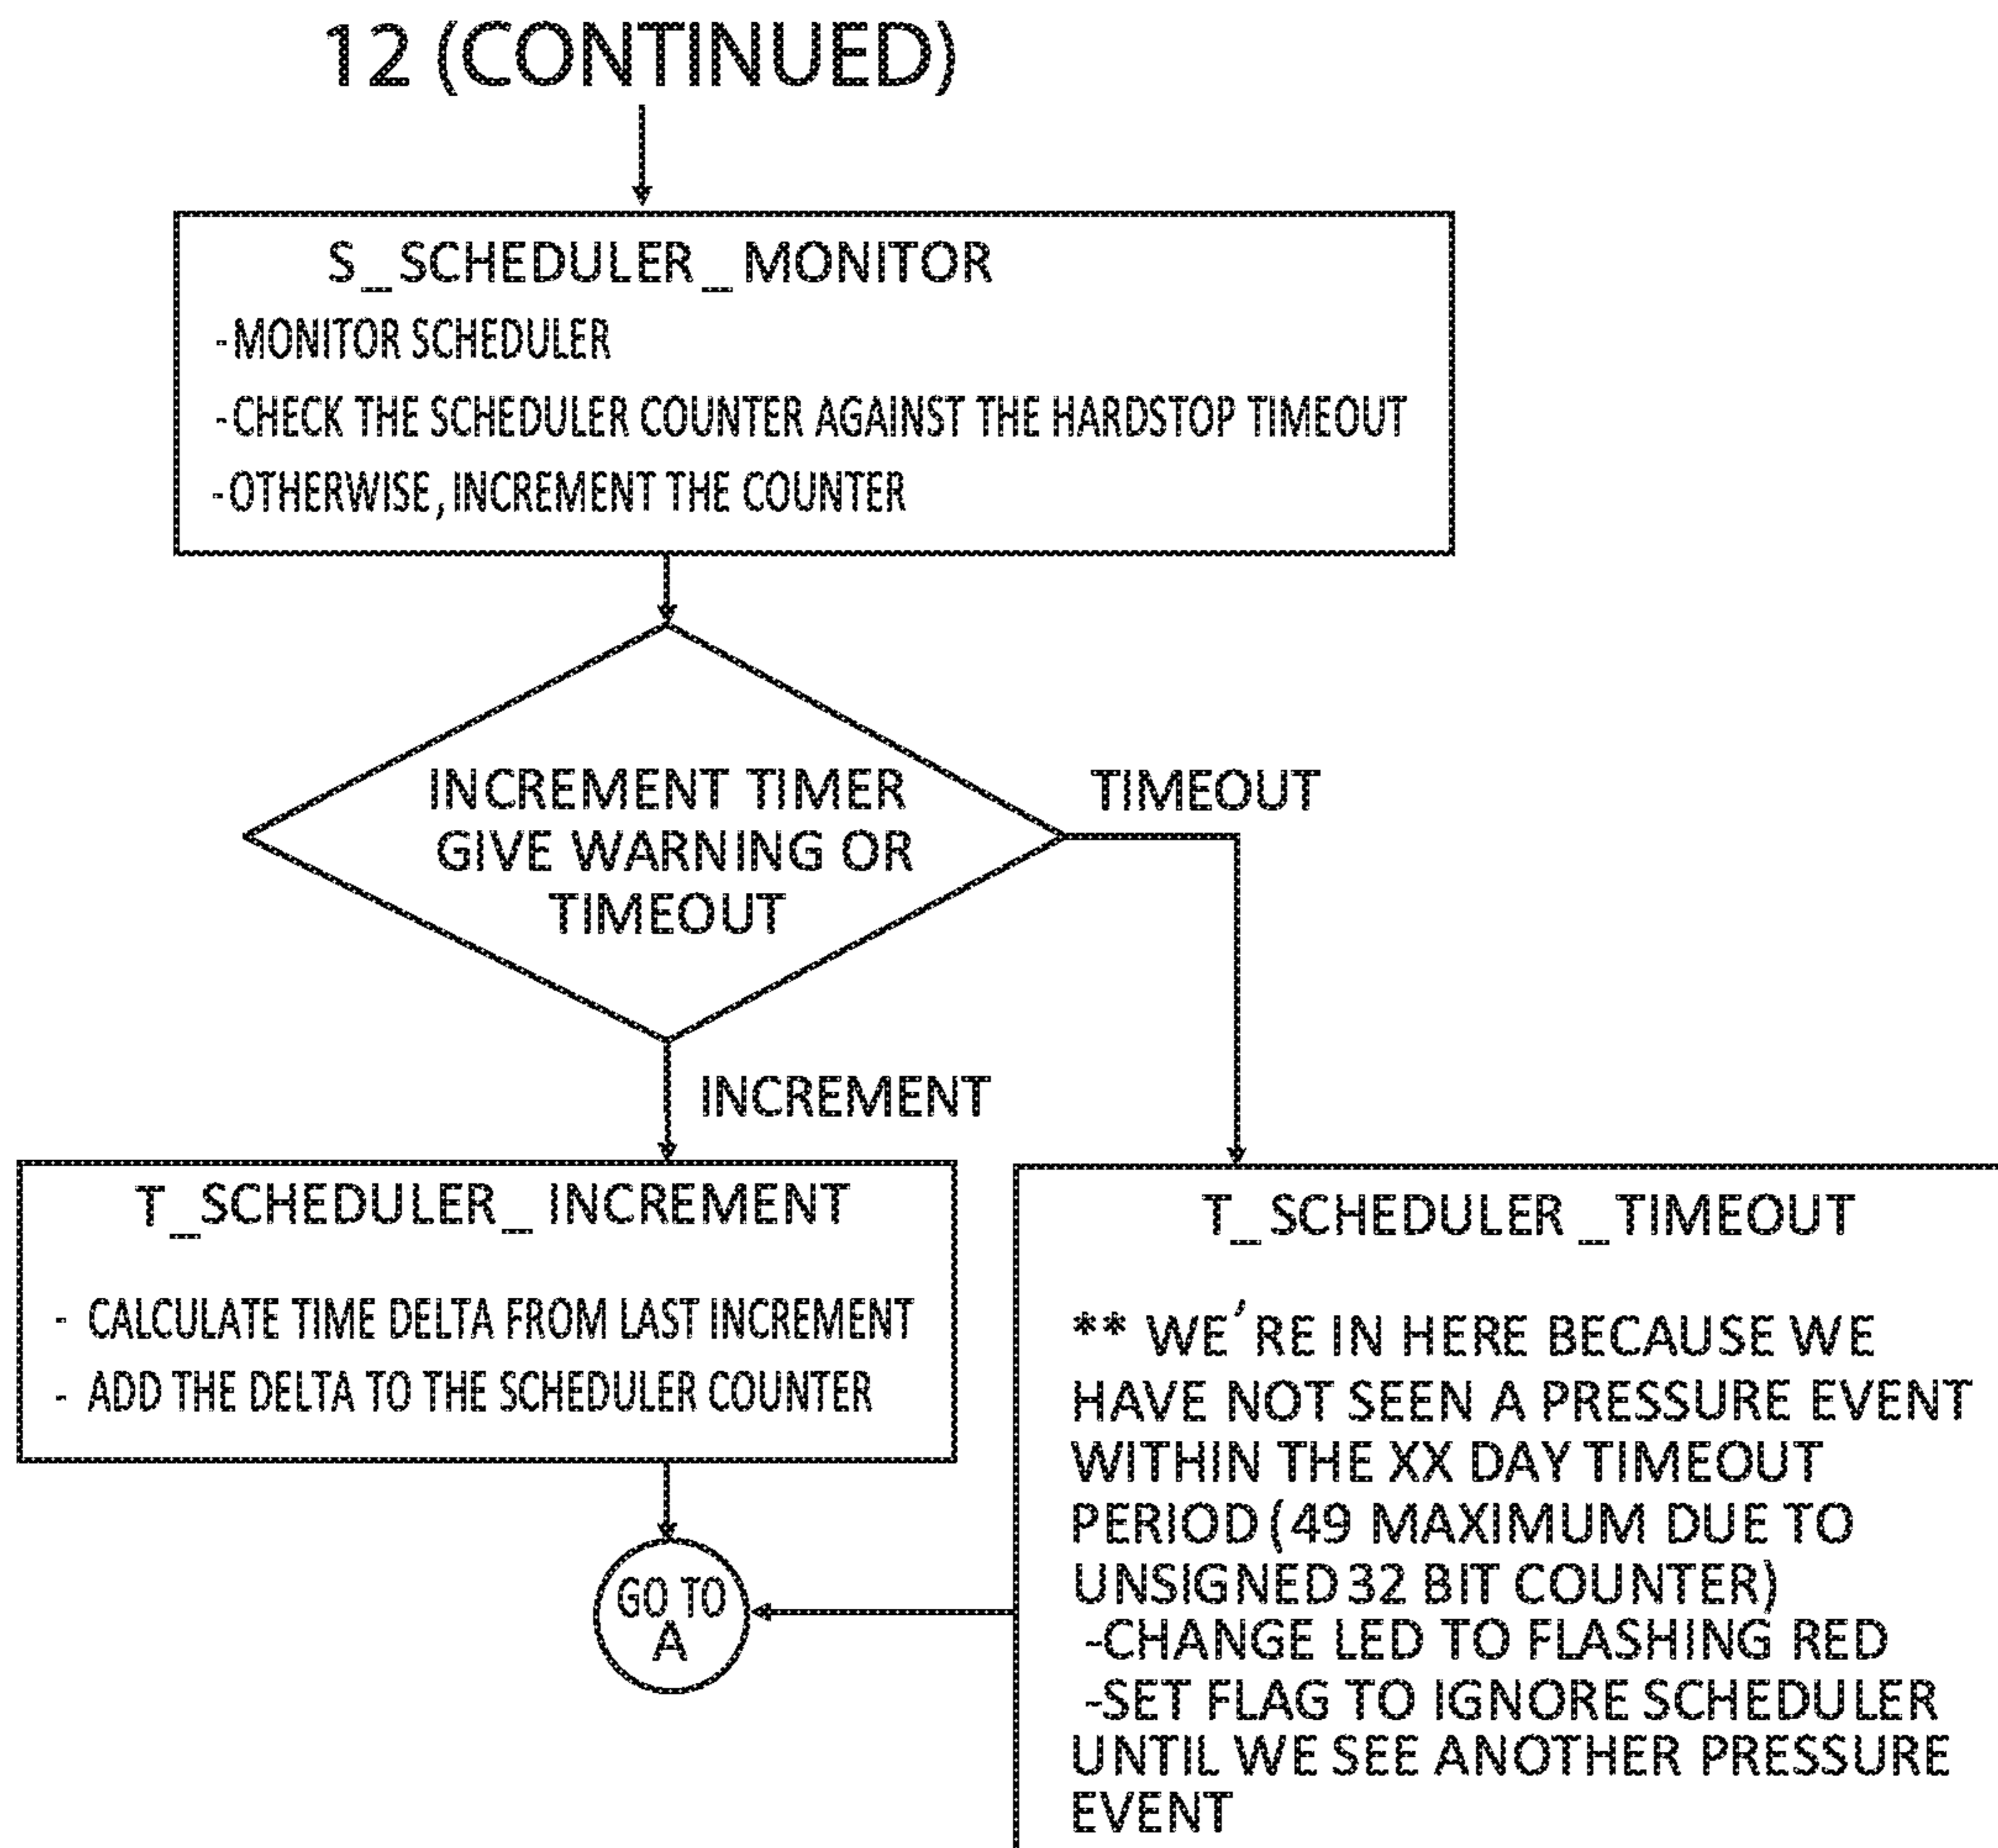 12 (CONTINUED)
S_SCHEDULER_MONITOR
-MONITOR SCHEDULER
-CHECK THE SCHEDULER COUNTER AGAINST THE HARDSTOP TIMEOUT
-OTHERWISE, INCREMENT THE COUNTER
INCREMENT TIMER
GIVE WARNING OR
TIMEOUT
TIMEOUT
INCREMENT
T_SCHEDULER_INCREMENT
- CALCULATE TIME DELTA FROM LAST INCREMENT
- ADD THE DELTA TO THE SCHEDULER COUNTER
GO TO
A
T_SCHEDULER_TIMEOUT
** WE'RE IN HERE BECAUSE WE
HAVE NOT SEEN A PRESSURE EVENT
WITHIN THE XX DAY TIMEOUT
PERIOD (49 MAXIMUM DUE TO
UNSIGNED 32 BIT COUNTER)
-CHANGE LED TO FLASHING RED
-SET FLAG TO IGNORE SCHEDULER
UNTIL WE SEE ANOTHER PRESSURE
EVENT